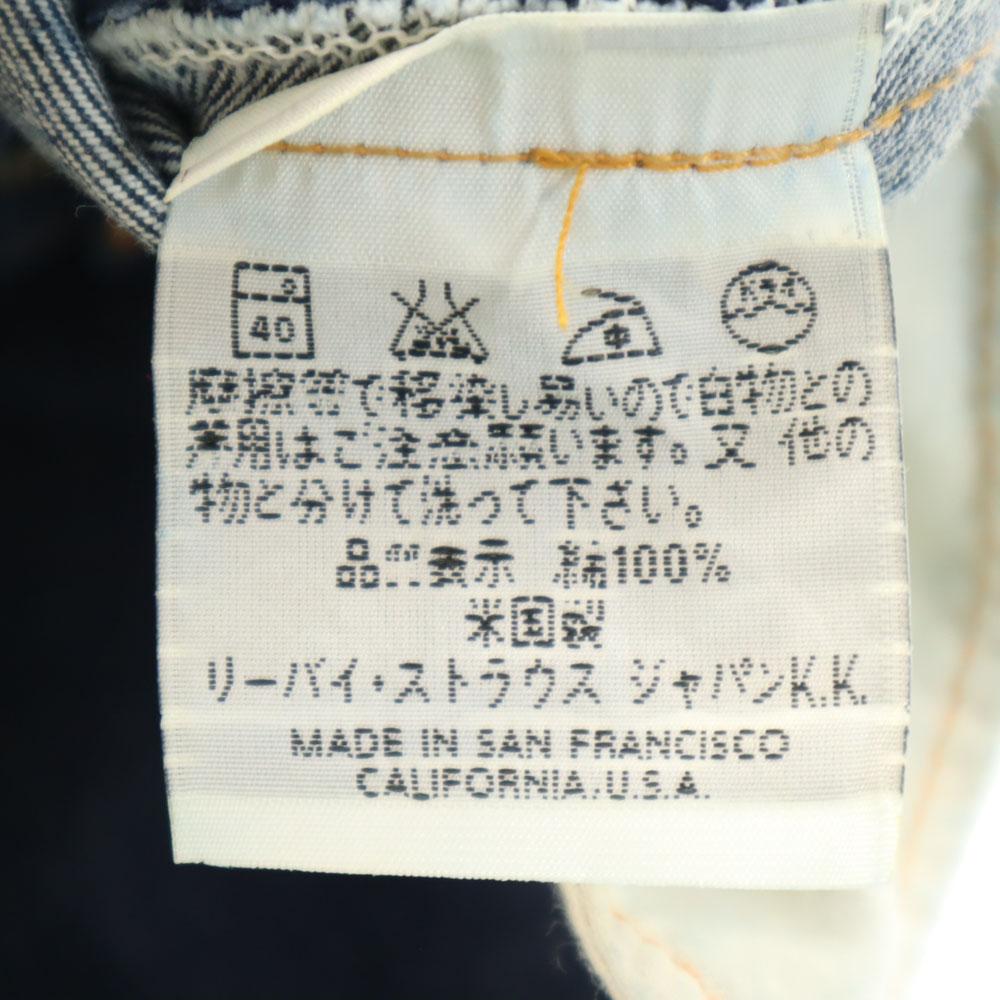 40
摩擦等で移染し易いので白物との
着用はご注意願います。又 他の
物と分けて洗って下さい。
品質表示 綿100%
米国製
リーバイ・ストラウス ジャパンK.K.
MADE IN SAN FRANCISCO
CALIFORNIA, U.S.A.